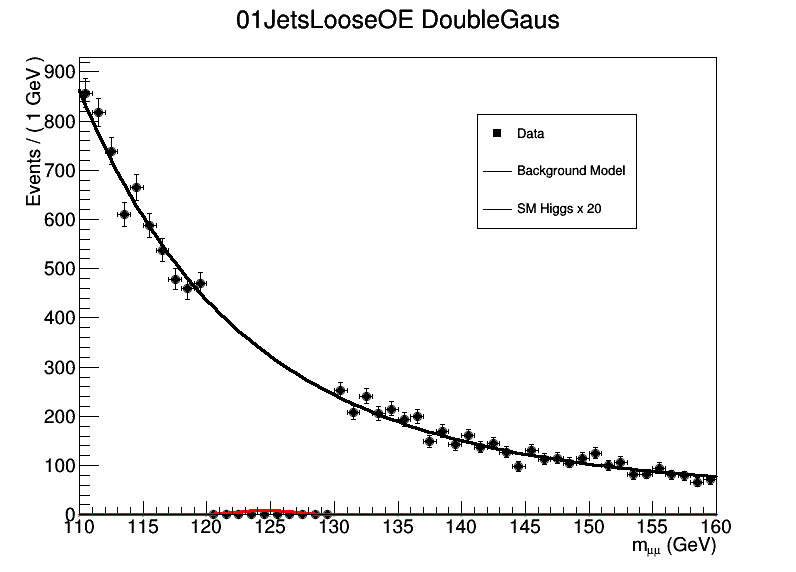 01JetsLooseOE DoubleGaus
Events / ( 1 GeV )
900
800
700
600
500
400
300
200
100
0
Data
Background Model
SM Higgs x 20
110 115 120 125 130 135 140 145 150 155 160
m_μμ (GeV)